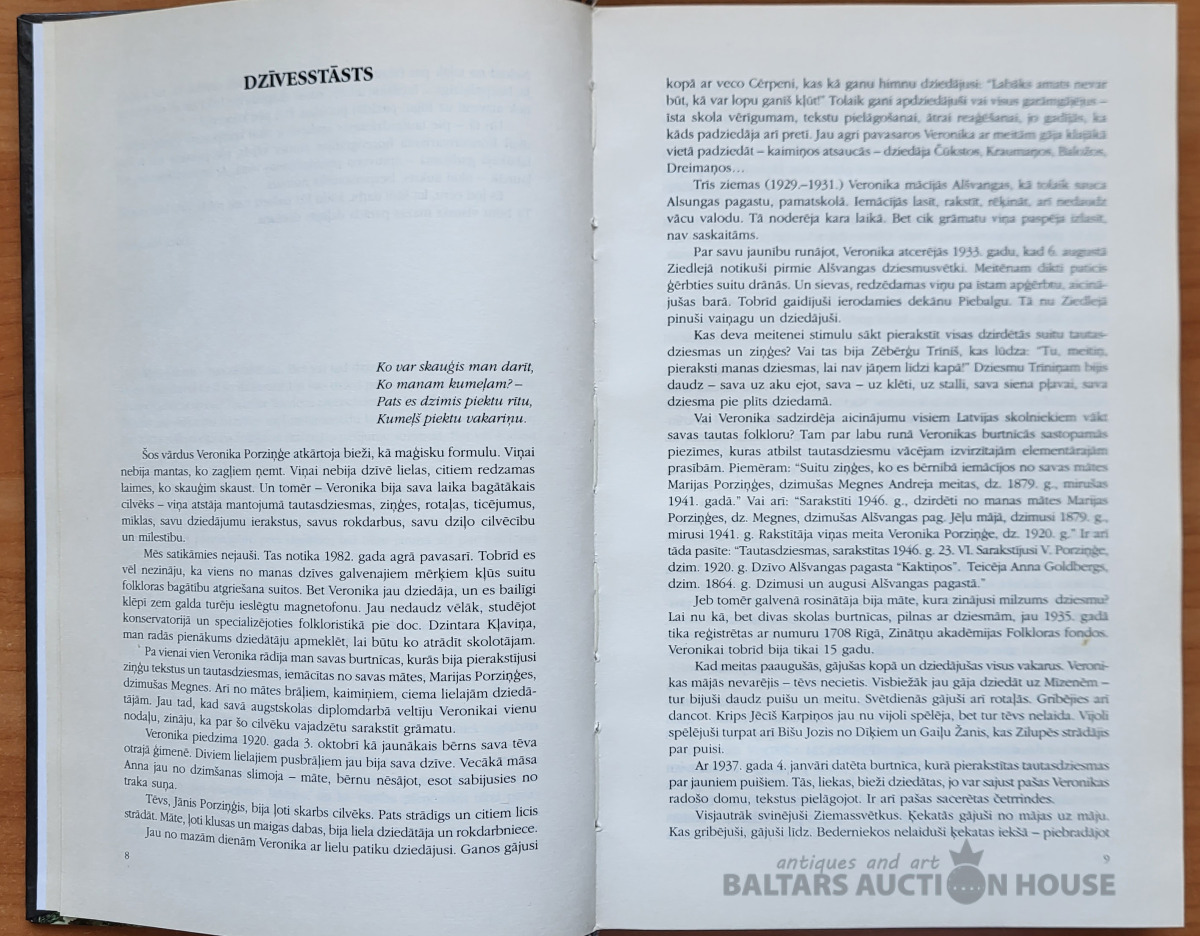 DZĪVESSTĀSTS
Ko var skauģis man darīt,
Ko manam kumeļam? –
Pats es dzimis piektu rītu,
Kumeļš piektu vakariņu.
Šos vārdus Veronika Porziņģe atkārtoja bieži, kā maģisku formulu. Viņai
nebija mantas, ko zagļiem ņemt. Viņai nebija dzīvē lielas, citiem redzamas
laimes, ko skauģim skaust. Un tomēr – Veronika bija sava laika bagātākais
cilvēks – viņa atstāja mantojumā tautasdziesmas, ziņģes, rotaļas, ticējumus,
mīklas, savu dziedājumu ierakstus, savus rokdarbus, savu dziļo cilvēcību
un mīlestību.
Mēs satikāmies nejauši. Tas notika 1982. gada agrā pavasarī. Tobrīd es
vēl nezināju, ka viens no manas dzīves galvenajiem mērķiem kļūs suitu
folkloras bagātību atgriešana suitos. Bet Veronika jau dziedāja, un es bailīgi
klēpī zem galda turēju ieslēgtu magnetofonu. Jau nedaudz vēlāk, studējot
konservatorijā un specializējoties folkloristikā pie doc. Dzintara Kļaviņa,
man radās pienākums dziedātāju apmeklēt, lai būtu ko atrādīt skolotājam.
Pa vienai vien Veronika rādīja man savas burtnīcas, kurās bija pierakstījusi
ziņģu tekstus un tautasdziesmas, iemācītas no savas mātes, Marijas Porziņģes,
dzimušas Megnes. Arī no mātes brāļiem, kaimiņiem, ciema lielajām dziedā-
tājām. Jau tad, kad savā augstskolas diplomdarbā veltīju Veronikai vienu
nodaļu, zināju, ka par šo cilvēku vajadzētu sarakstīt grāmatu.
Veronika piedzima 1920. gada 3. oktobrī kā jaunākais bērns sava tēva
otrajā ģimenē. Diviem lielajiem pusbrāļiem jau bija sava dzīve. Vecākā māsa
Anna jau no dzimšanas slimoja – māte, bērnu nēsājot, esot sabijusies no
traka suņa.
Tēvs, Jānis Porziņģis, bija ļoti skarbs cilvēks. Pats strādīgs un citiem licis
strādāt. Māte, ļoti klusas un maigas dabas, bija liela dziedātāja un rokdarbniece.
Jau no mazām dienām Veronika ar lielu patiku dziedājusi. Ganos gājusi
8
kopā ar veco Cērpeni, kas kā ganu himnu dziedājusi: "Labāks amats nevar
būt, kā var lopu ganīš kļūt!" Tolaik gani apdziedājuši vai visus garāmgājējus –
īsta skola vērīgumam, tekstu pielāgošanai, ātrai reaģēšanai, jo gadījās, ka
kāds padziedāja arī pretī. Jau agri pavasaros Veronika ar meitām gāja klajākā
vietā padziedāt – kaimiņos atsaucās – dziedāja Čūkstos, Kraumaņos, Baložos,
Dreimaņos...
Trīs ziemas (1929.–1931.) Veronika mācījās Alšvangas, kā tolaik sauca
Alsungas pagastu, pamatskolā. Iemācījās lasīt, rakstīt, rēķināt, arī nedaudz
vācu valodu. Tā noderēja kara laikā. Bet cik grāmatu viņa paspēja izlasīt,
nav saskaitāms.
Par savu jaunību runājot, Veronika atcerējās 1933. gadu, kad 6. augustā
Ziedlejā notikuši pirmie Alšvangas dziesmusvētki. Meitēnam dikti paticis
ģērbties suitu drānās. Un sievas, redzēdamas viņu pa īstam apģērbtu, aicinā-
jušas barā. Tobrīd gaidījuši ierodamies dekānu Piebalgu. Tā nu Ziedlejā
pinuši vaiņagu un dziedājuši.
Kas deva meitenei stimulu sākt pierakstīt visas dzirdētās suitu tautas-
dziesmas un ziņģes? Vai tas bija Zēbērģu Trīnīš, kas lūdza: "Tu, meitiņ,
pieraksti manas dziesmas, lai nav jāņem līdzi kapā!" Dziesmu Trīniņam bijis
daudz – sava uz aku ejot, sava – uz klēti, uz stalli, sava siena pļavai, sava
dziesma pie plīts dziedamā.
Vai Veronika sadzirdēja aicinājumu visiem Latvijas skolniekiem vākt
savas tautas folkloru? Tam par labu runā Veronikas burtnīcās sastopamās
piezīmes, kuras atbilst tautasdziesmu vācējam izvirzītajām elementārajām
prasībām. Piemēram: "Suitu ziņģes, ko es bērnībā iemācījos no savas mātes
Marijas Porziņģes, dzimušas Megnes Andreja meitas, dz. 1879. g., mirušas
1941. gadā." Vai arī: "Sarakstīti 1946. g., dzirdēti no manas mātes Marijas
Porziņģes, dz. Megnes, dzimušas Alšvangas pag. Jēļu mājā, dzimusi 1879. g.,
mirusi 1941. g. Rakstītāja viņas meita Veronika Porziņģe, dz. 1920. g." Ir arī
tāda pasīte: "Tautasdziesmas, sarakstītas 1946. g. 23. VI. Sarakstījusi V. Porziņģe,
dzim. 1920. g. Dzīvo Alšvangas pagasta "Kaktiņos". Teicēja Anna Goldbergs,
dzim. 1864. g. Dzimusi un augusi Alšvangas pagastā."
Jeb tomēr galvenā rosinātāja bija māte, kura zinājusi milzums dziesmu?
Lai nu kā, bet divas skolas burtnīcas, pilnas ar dziesmām, jau 1935. gadā
tika reģistrētas ar numuru 1708 Rīgā, Zinātņu akadēmijas Folkloras fondos.
Veronikai tobrīd bija tikai 15 gadu.
Kad meitas paaugušās, gājušas kopā un dziedājušas visus vakarus. Veroni-
kas mājās nevarējis – tēvs necietis. Visbiežāk jau gāja dziedāt uz Mizenēm –
tur bijuši daudz puišu un meitu. Svētdienās gājuši arī rotaļās. Gribējies arī
dancot. Krips Jēcīš Karpiņos jau nu vijoli spēlēja, bet tur tēvs nelaida. Vijoli
spēlējuši turpat arī Bišu Jozis no Dīķiem un Gaiļu Žanis, kas Zilupēs strādājis
par puisi.
Ar 1937. gada 4. janvāri datēta burtnīca, kurā pierakstītas tautasdziesmas
par jauniem puišiem. Tās, liekas, bieži dziedātas, jo var sajust pašas Veronikas
radošo domu, tekstus pielāgojot. Ir arī pašas sacerētas četrrindes.
Visjautrāk svinējuši Ziemassvētkus. Ķekatās gājuši no mājas uz māju.
Kas gribējuši, gājuši līdz. Bederniekos nelaiduši ķekatas iekšā – piebradājot
9
antiques and art
BALTARS AUCTION HOUSE